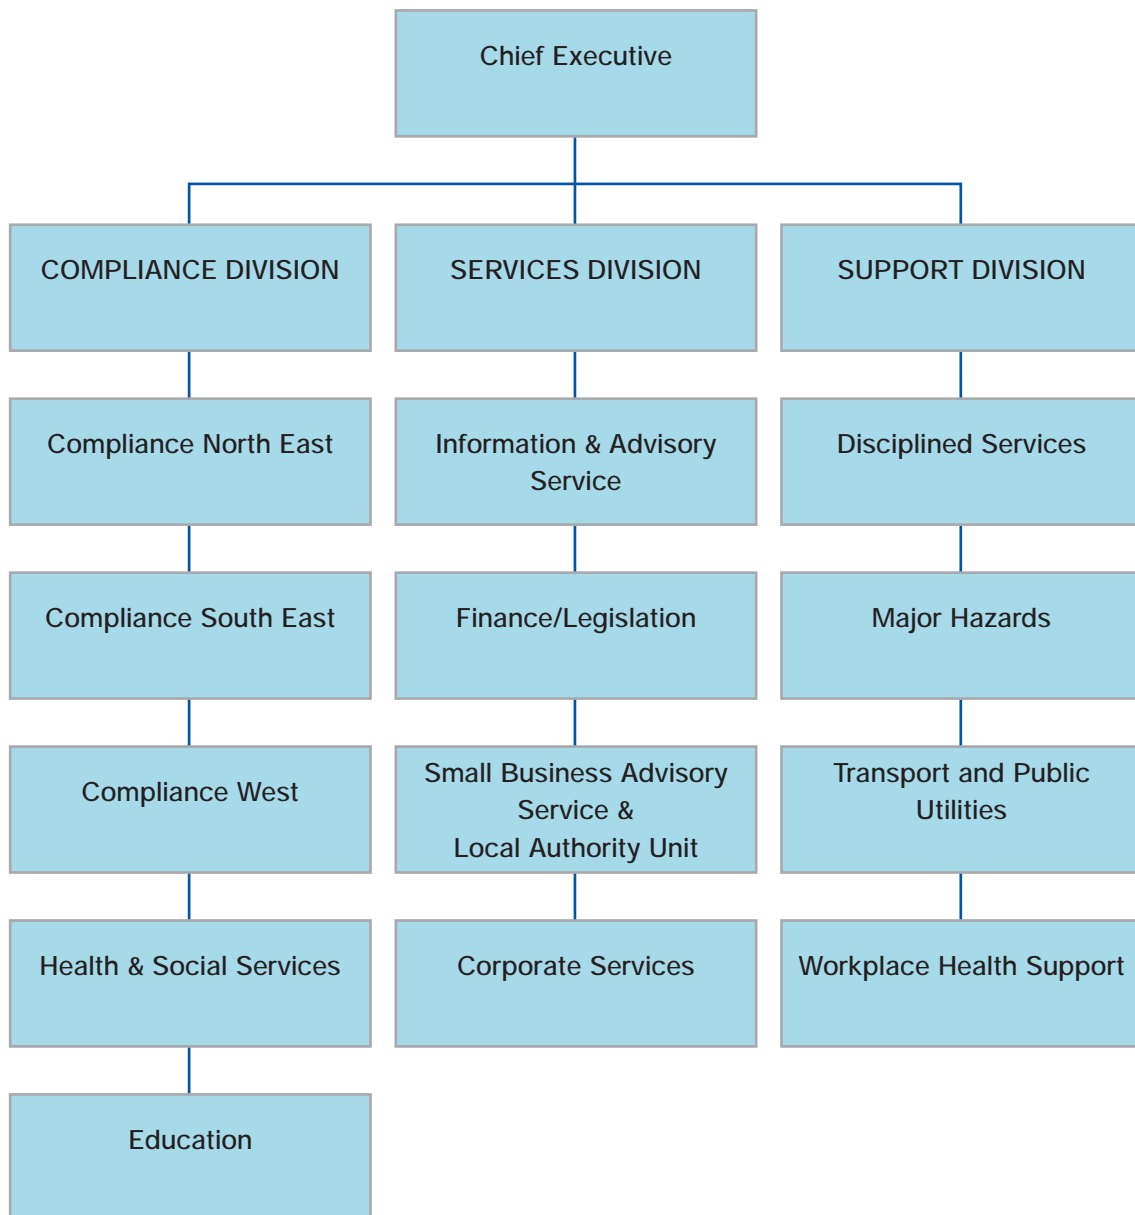 Chief Executive
COMPLIANCE DIVISION
SERVICES DIVISION
SUPPORT DIVISION
Compliance North East
Information & Advisory
Service
Disciplined Services
Compliance South East
Finance/Legislation
Major Hazards
Compliance West
Small Business Advisory
Service &
Local Authority Unit
Transport and Public
Utilities
Health & Social Services
Corporate Services
Workplace Health Support
Education